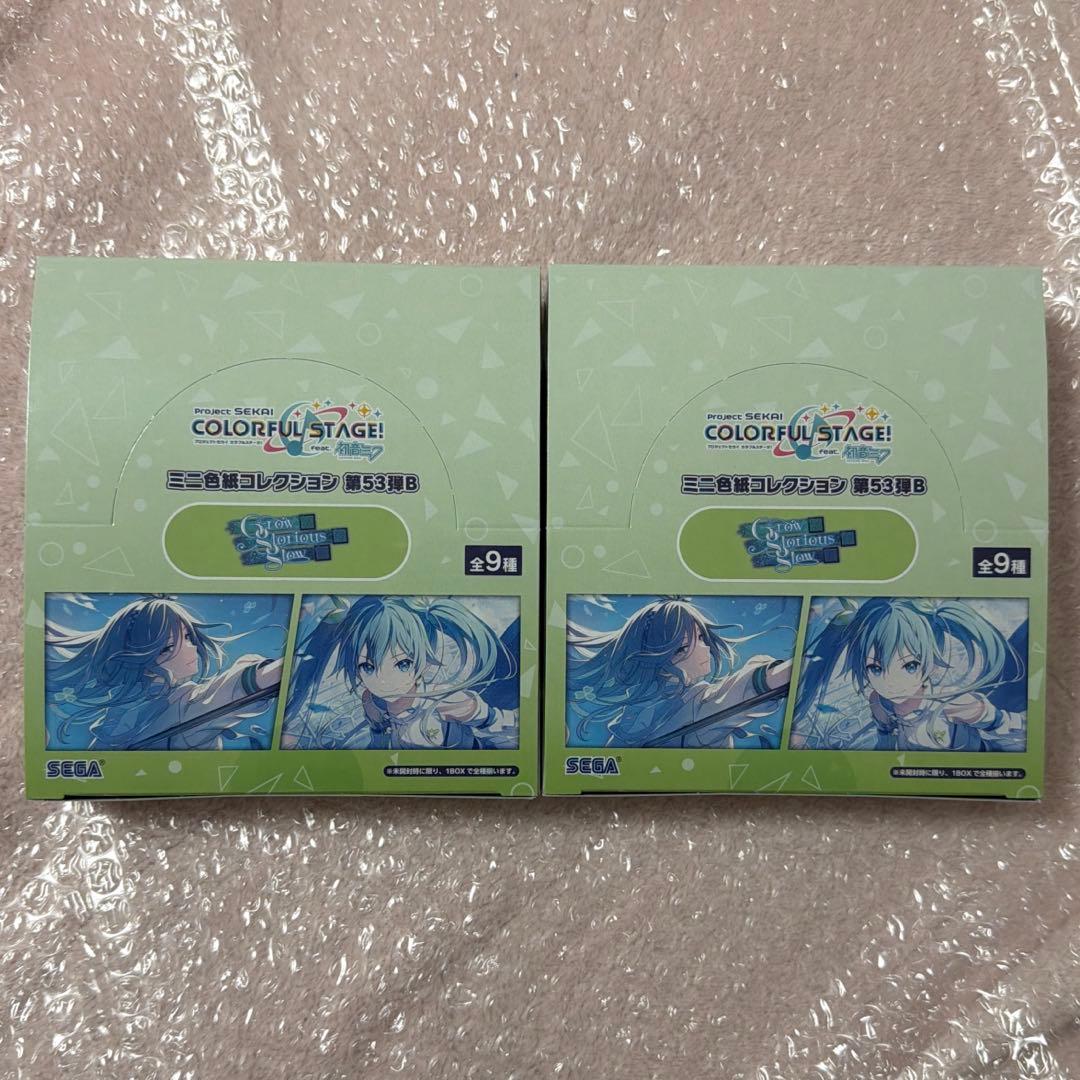 Project SEKAI
COLORFUL STAGE!
プロジェクトセカイ カラフルステージ!
feat. 初音ミク
ミニ色紙コレクション 第53弾B
Grow
Glorious
Glow
全9種
SEGA®
※未開封時に限り、1BOXで全種揃います。
Project SEKAI
COLORFUL STAGE!
プロジェクトセカイ カラフルステージ!
feat. 初音ミク
ミニ色紙コレクション 第53弾B
Grow
Glorious
Glow
全9種
SEGA®
※未開封時に限り、1BOXで全種揃います。